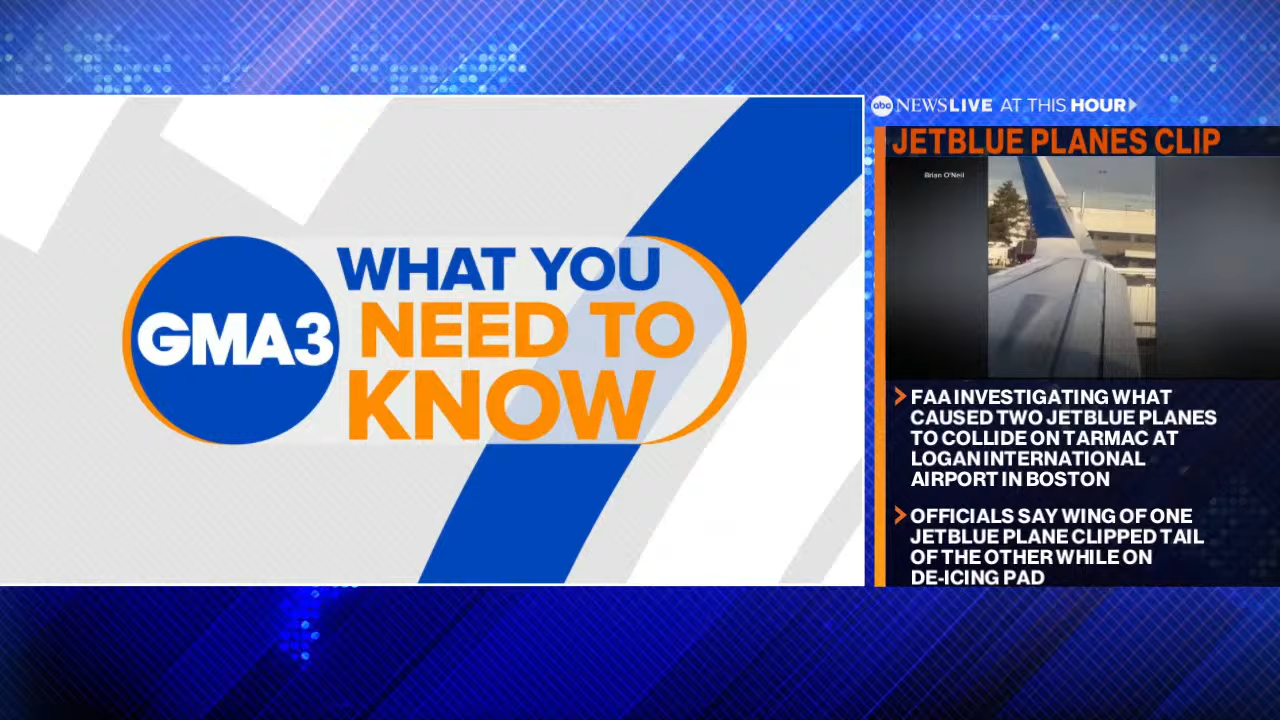 GMA3
WHAT YOU
NEED TO
KNOW
abc NEWS LIVE AT THIS HOUR
JETBLUE PLANES CLIP
Brian O'Neil
FAA INVESTIGATING WHAT
CAUSED TWO JETBLUE PLANES
TO COLLIDE ON TARMAC AT
LOGAN INTERNATIONAL
AIRPORT IN BOSTON
OFFICIALS SAY WING OF ONE
JETBLUE PLANE CLIPPED TAIL
OF THE OTHER WHILE ON
DE-ICING PAD